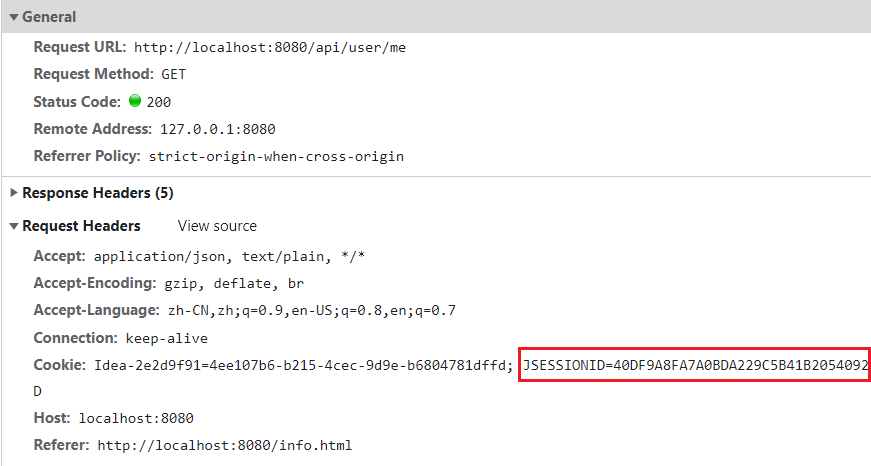 General
Request URL: http://localhost:8080/api/user/me
Request Method: GET
Status Code: 200
Remote Address: 127.0.0.1:8080
Referrer Policy: strict-origin-when-cross-origin
Response Headers (5)
Request Headers View source
Accept: application/json, text/plain, */*
Accept-Encoding: gzip, deflate, br
Accept-Language: zh-CN,zh;q=0.9,en-US;q=0.8,en;q=0.7
Connection: keep-alive
Cookie: Idea-2e2d9f91=4ee107b6-b215-4cec-9d9e-b6804781dffd; JSESSIONID=40DF9A8FA7A0BDA229C5B41B2054092
D
Host: localhost:8080
Referer: http://localhost:8080/info.html